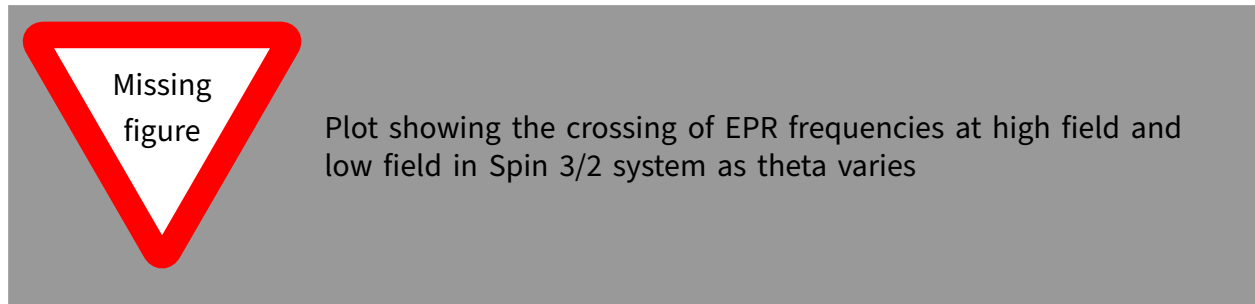 Missing
figure
Plot showing the crossing of EPR frequencies at high field and
low field in Spin 3/2 system as theta varies